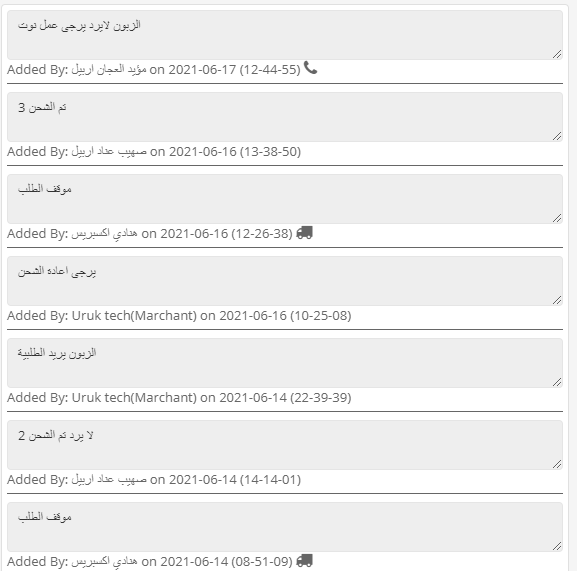 الزبون لايرد يرجى عمل نوت
Added By: مؤيد العجان اربيل on 2021-06-17 (12-44-55)
تم الشحن 3
Added By: صهيب عناد اربيل on 2021-06-16 (13-38-50)
موقف الطلب
Added By: هنادي اكسبريس on 2021-06-16 (12-26-38)
يرجى اعادة الشحن
Added By: Uruk tech(Marchant) on 2021-06-16 (10-25-08)
الزبون يريد الطلبية
Added By: Uruk tech(Marchant) on 2021-06-14 (22-39-39)
لا يرد تم الشحن 2
Added By: صهيب عناد اربيل on 2021-06-14 (14-14-01)
موقف الطلب
Added By: هنادي اكسبريس on 2021-06-14 (08-51-09)